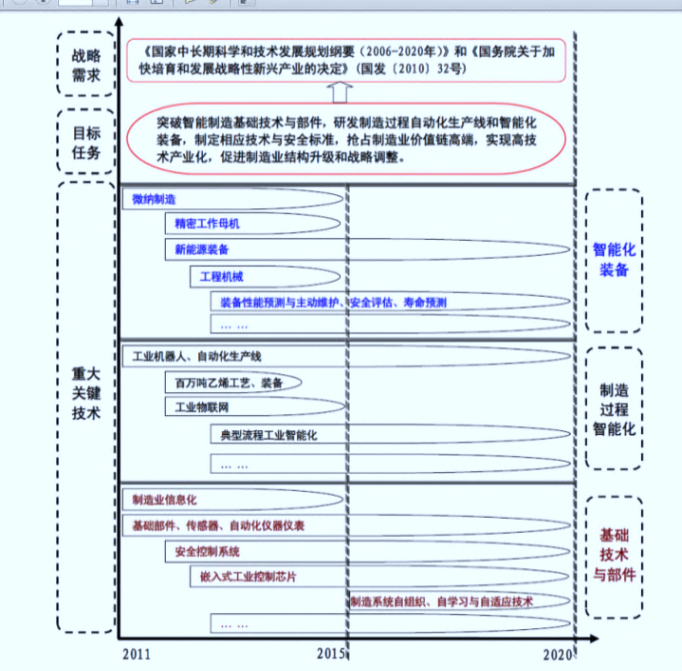 战略
需求
《国家中长期科学和技术发展规划纲要（2006-2020年）》和《国务院关于加
快培育和发展战略性新兴产业的决定》（国发〔2010〕32号）
目标
任务
突破智能制造基础技术与部件，研发制造过程自动化生产线和智能化
装备，制定相应技术与安全标准，抢占制造业价值链高端，实现高技
术产业化，促进制造业结构升级和战略调整。
重大
关键
技术
微纳制造
精密工作母机
新能源装备
工程机械
装备性能预测与主动维护、安全评估、寿命预测
... ...
智能化
装备
工业机器人、自动化生产线
百万吨乙烯工艺、装备
工业物联网
典型流程工业智能化
... ...
制造
过程
智能化
制造业信息化
基础部件、传感器、自动化仪器仪表
安全控制系统
嵌入式工业控制芯片
制造系统自组织、自学习与自适应技术
... ...
基础
技术
与部件
2011
2015
2020